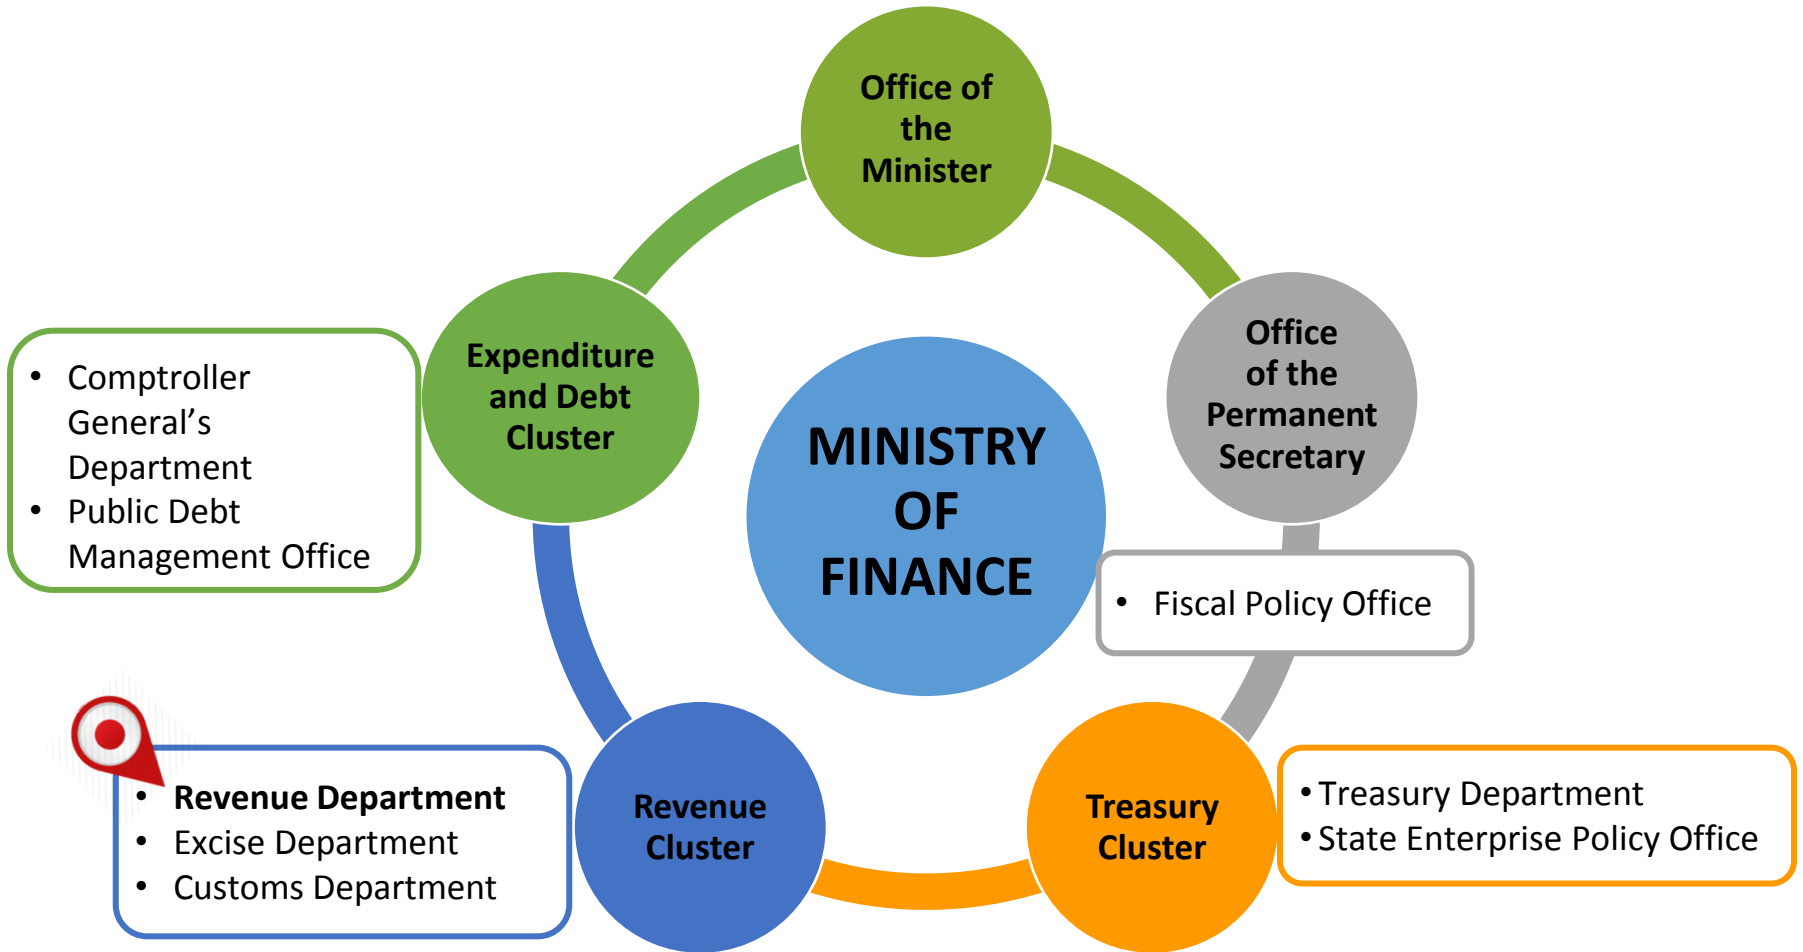 Office of
the
Minister
Expenditure
and Debt
Cluster
Office
of the
Permanent
Secretary
MINISTRY
OF
FINANCE
• Comptroller
General’s
Department
• Public Debt
Management Office
• Fiscal Policy Office
• Revenue Department
• Excise Department
• Customs Department
Revenue
Cluster
Treasury
Cluster
• Treasury Department
• State Enterprise Policy Office